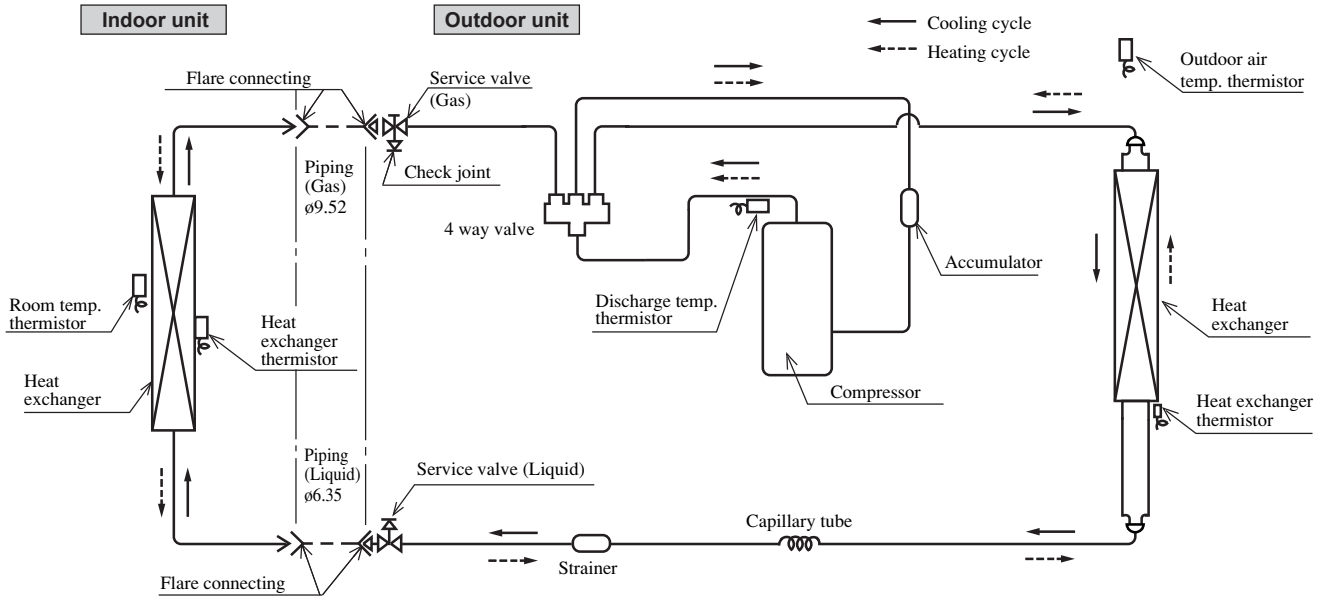 Indoor unit
Outdoor unit
Cooling cycle
Heating cycle
Outdoor air
temp. thermistor
Flare connecting
Service valve
(Gas)
Check joint
Piping
(Gas)
ø9.52
4 way valve
Accumulator
Discharge temp.
thermistor
Compressor
Room temp.
thermistor
Heat
exchanger
thermistor
Heat
exchanger
Heat
exchanger
Heat exchanger
thermistor
Piping
(Liquid)
ø6.35
Service valve (Liquid)
Capillary tube
Strainer
Flare connecting